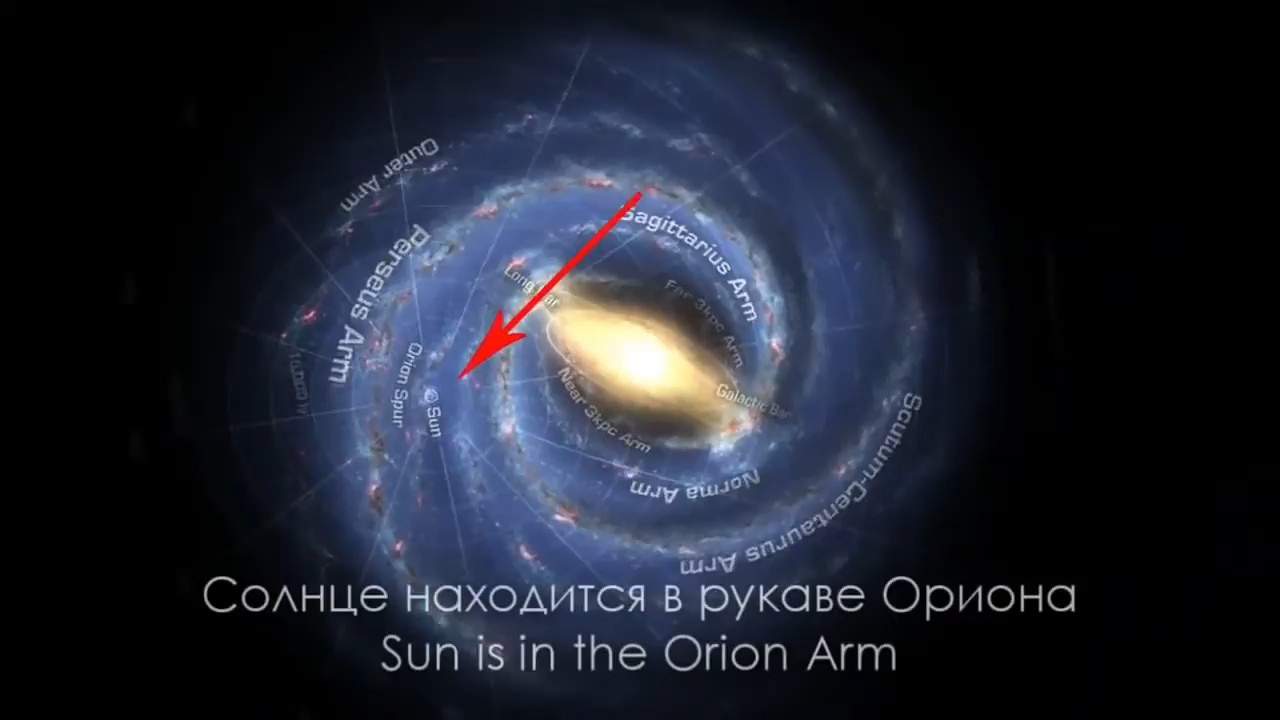 Outer Arm
Perseus Arm
Sagittarius Arm
Long Bar
Far 3kpc Arm
Orion Spur
Sun
Near 3kpc Arm
Galactic Bar
Norma Arm
Scutum-Centaurus Arm
Солнце находится в рукаве Ориона
Sun is in the Orion Arm